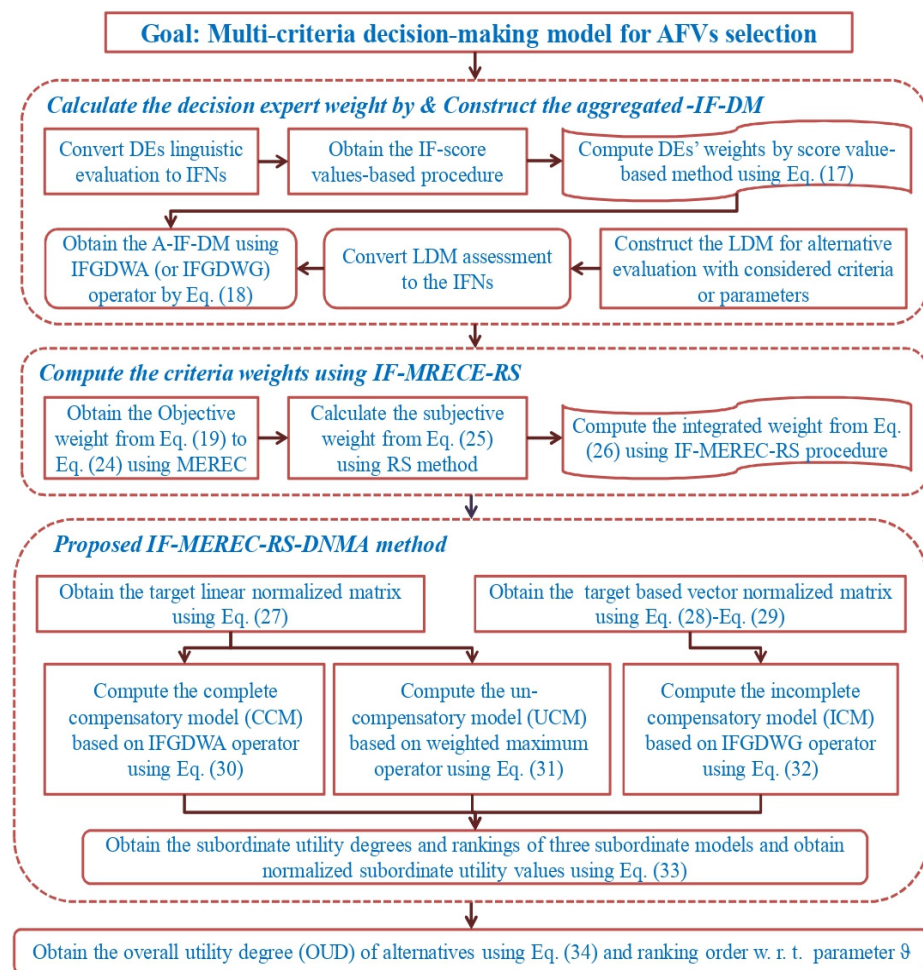 Goal: Multi-criteria decision-making model for AFVs selection
Calculate the decision expert weight by & Construct the aggregated -IF-DM
Convert DEs linguistic
evaluation to IFNs
Obtain the IF-score
values-based procedure
Compute DEs' weights by score value-
based method using Eq. (17)
Obtain the A-IF-DM using
IFGDWA (or IFGDWG)
operator by Eq. (18)
Convert LDM assessment
to the IFNs
Construct the LDM for alternative
evaluation with considered criteria
or parameters
Compute the criteria weights using IF-MRECE-RS
Obtain the Objective
weight from Eq. (19) to
Eq. (24) using MEREC
Calculate the subjective
weight from Eq. (25)
using RS method
Compute the integrated weight from Eq.
(26) using IF-MEREC-RS procedure
Proposed IF-MEREC-RS-DNMA method
Obtain the target linear normalized matrix
using Eq. (27)
Obtain the target based vector normalized matrix
using Eq. (28)-Eq. (29)
Compute the complete
compensatory model (CCM)
based on IFGDWA operator
using Eq. (30)
Compute the un-
compensatory model (UCM)
based on weighted maximum
operator using Eq. (31)
Compute the incomplete
compensatory model (ICM)
based on IFGDWG operator
using Eq. (32)
Obtain the subordinate utility degrees and rankings of three subordinate models and obtain
normalized subordinate utility values using Eq. (33)
Obtain the overall utility degree (OUD) of alternatives using Eq. (34) and ranking order w. r. t. parameter ϑ